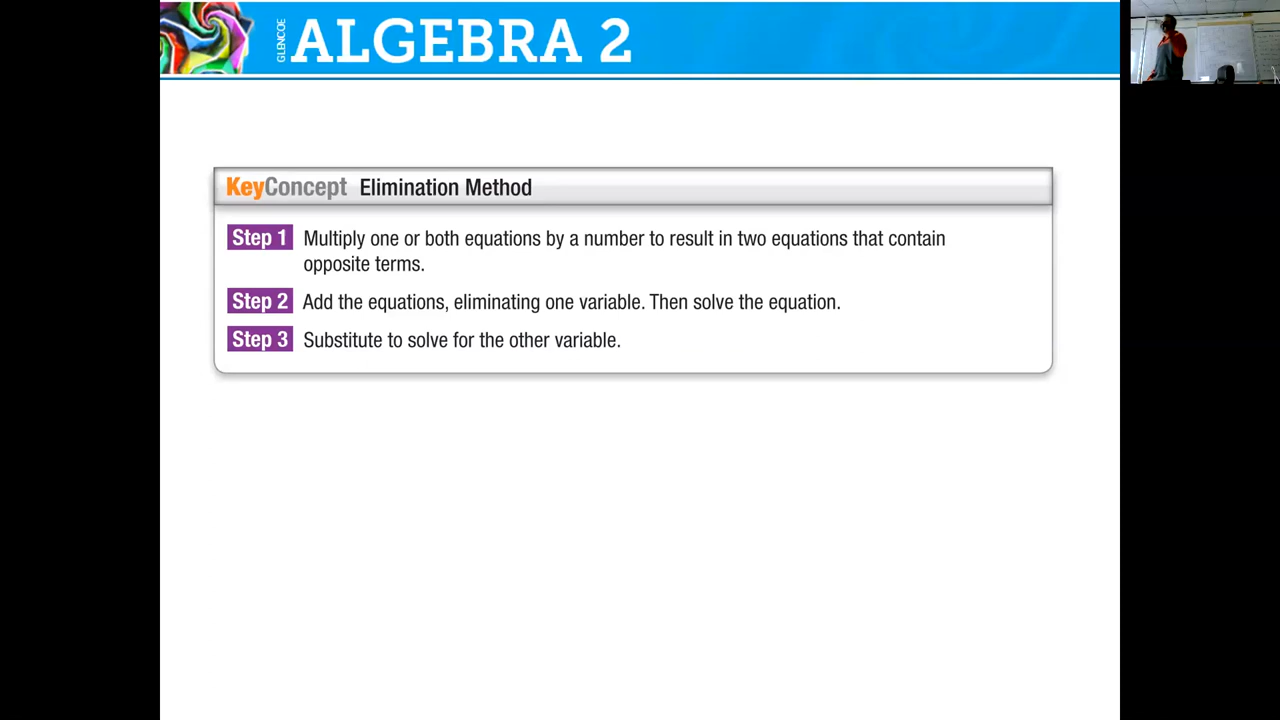 GLENCOE ALGEBRA 2
KeyConcept Elimination Method
Step 1 Multiply one or both equations by a number to result in two equations that contain
opposite terms.
Step 2 Add the equations, eliminating one variable. Then solve the equation.
Step 3 Substitute to solve for the other variable.